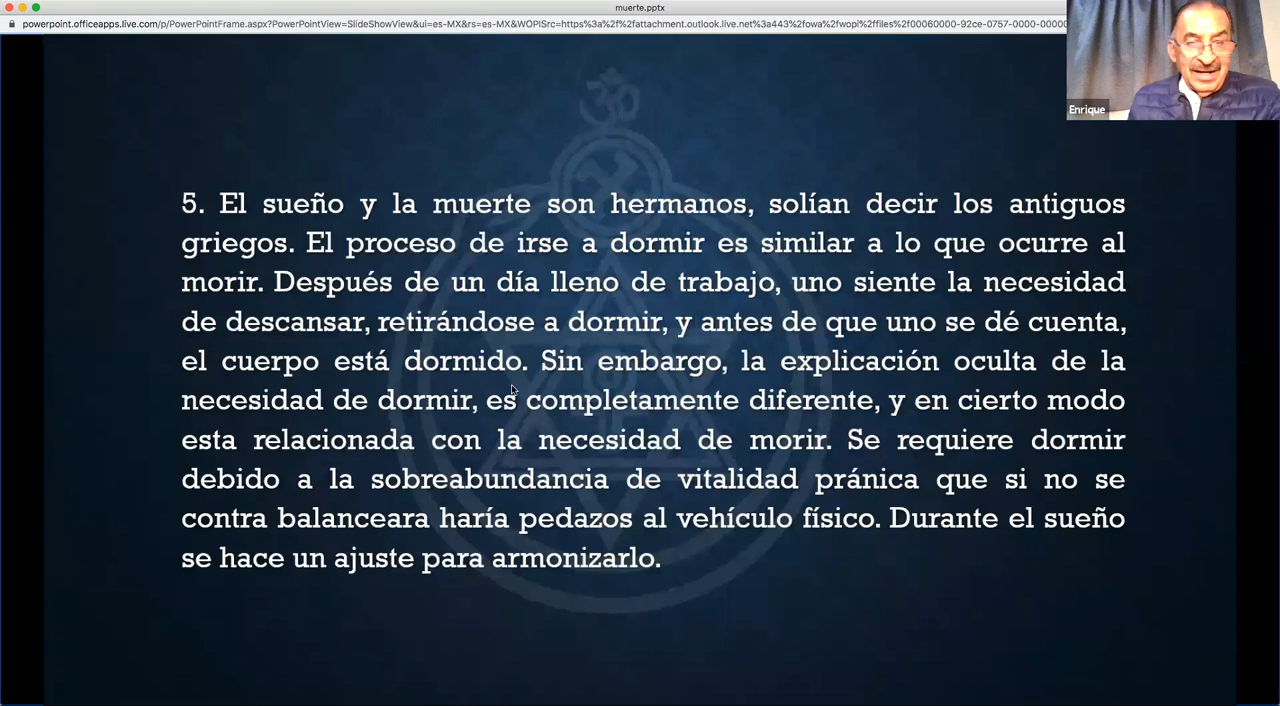 muerte.pptx
powerpoint.officeapps.live.com/p/PowerPointFrame.aspx?PowerPointView=SlideShowView&ui=es-MX&rs=es-MX&WOPISrc=https%3a%2f%2fattachment.outlook.live.net%3a443%2fowa%2fwopi%2ffiles%2f00060000-92ce-0757-0000-00000
Enrique
ॐ
5. El sueño y la muerte son hermanos, solían decir los antiguos
griegos. El proceso de irse a dormir es similar a lo que ocurre al
morir. Después de un día lleno de trabajo, uno siente la necesidad
de descansar, retirándose a dormir, y antes de que uno se dé cuenta,
el cuerpo está dormido. Sin embargo, la explicación oculta de la
necesidad de dormir, es completamente diferente, y en cierto modo
esta relacionada con la necesidad de morir. Se requiere dormir
debido a la sobreabundancia de vitalidad pránica que si no se
contra balanceara haría pedazos al vehículo físico. Durante el sueño
se hace un ajuste para armonizarlo.